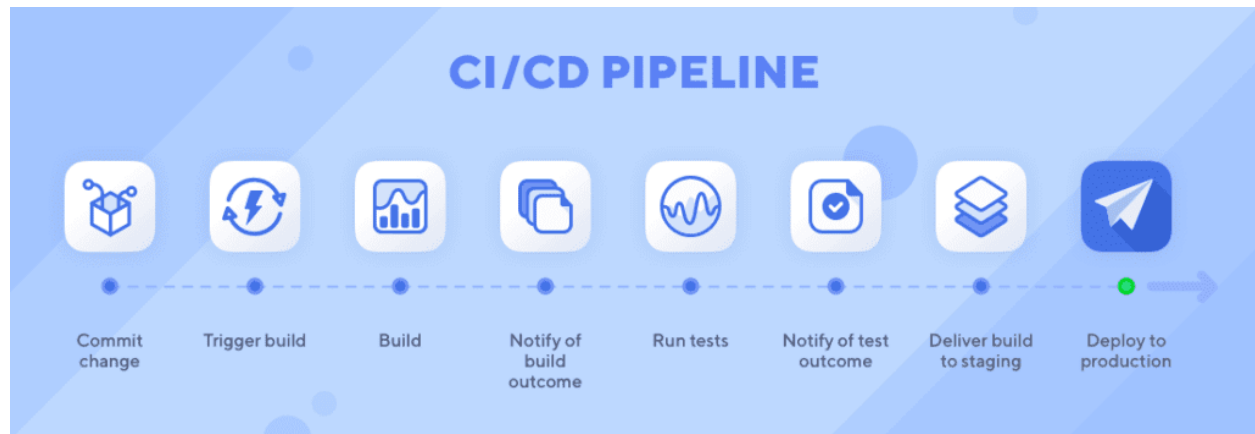 CI/CD PIPELINE
Commit
change
Trigger build
Build
Notify of
build
outcome
Run tests
Notify of test
outcome
Deliver build
to staging
Deploy to
production